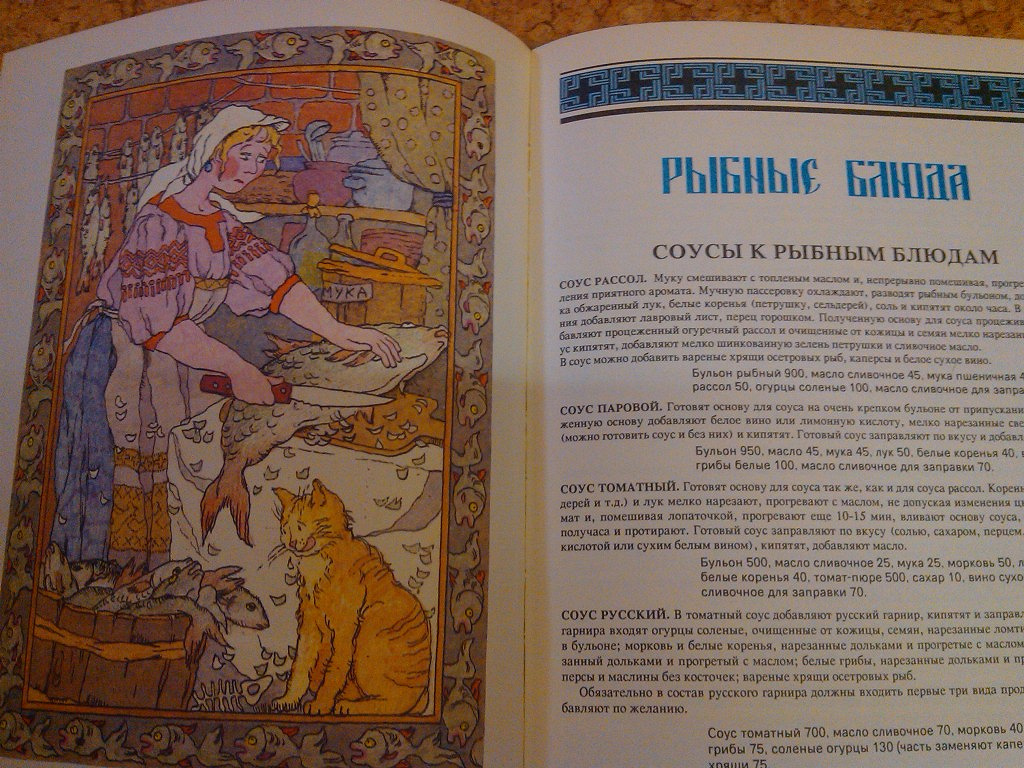 МУКА
РЫБНЫЕ БЛЮДА
СОУСЫ К РЫБНЫМ БЛЮДАМ
СОУС РАССОЛ. Муку смешивают с топленым маслом и, непрерывно помешивая, прогре
ления приятного аромата. Мучную пассеровку охлаждают, разводят рыбным бульоном, до
ка обжаренный лук, белые коренья (петрушку, сельдерей), соль и кипятят около часа. В
ния добавляют лавровый лист, перец горошком. Полученную основу для соуса процежив
бавляют процеженный огуречный рассол и очищенные от кожицы и семян мелко нарезан
ус кипятят, добавляют мелко шинкованную зелень петрушки и сливочное масло.
В соус можно добавить вареные хрящи осетровых рыб, каперсы и белое сухое вино.
Бульон рыбный 900, масло сливочное 45, мука пшеничная 4
рассол 50, огурцы соленые 100, масло сливочное для запра
СОУС ПАРОВОЙ. Готовят основу для соуса на очень крепком бульоне от припускани
женную основу добавляют белое вино или лимонную кислоту, мелко нарезанные све
(можно готовить соус и без них) и кипятят. Готовый соус заправляют по вкусу и добавл
Бульон 950, масло 45, мука 45, лук 50, белые коренья 40,
грибы белые 100, масло сливочное для заправки 70.
СОУС ТОМАТНЫЙ. Готовят основу для соуса так же, как и для соуса рассол. Корен
дерей и т.д.) и лук мелко нарезают, прогревают с маслом, не допуская изменения цв
мат и, помешивая лопаточкой, прогревают еще 10-15 мин, вливают основу соуса,
получаса и протирают. Готовый соус заправляют по вкусу (солью, сахаром, перцем
кислотой или сухим белым вином), кипятят, добавляют масло.
Бульон 500, масло сливочное 25, мука 25, морковь 50, л
белые коренья 40, томат-пюре 500, сахар 10, вино сухо
сливочное для заправки 70.
СОУС РУССКИЙ. В томатный соус добавляют русский гарнир, кипятят и заправл
гарнира входят огурцы соленые, очищенные от кожицы, семян, нарезанные ломти
в бульоне; морковь и белые коренья, нарезанные дольками и прогретые с маслом
занный дольками и прогретый с маслом; белые грибы, нарезанные дольками и пр
персы и маслины без косточек; вареные хрящи осетровых рыб.
Обязательно в состав русского гарнира должны входить первые три вида прод
бавляют по желанию.
Соус томатный 700, масло сливочное 70, морковь 40
грибы 75, соленые огурцы 130 (часть заменяют капе
хрящи 75